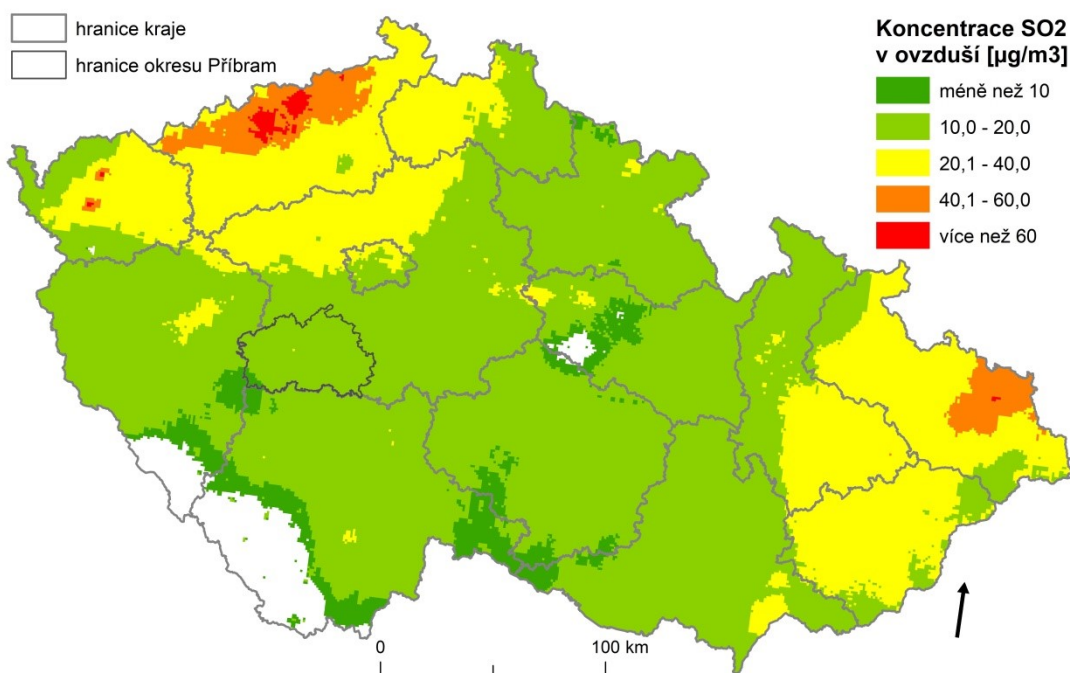 hranice kraje
hranice okresu Příbram
Koncentrace SO2
v ovzduší [µg/m3]
méně než 10
10,0 - 20,0
20,1 - 40,0
40,1 - 60,0
více než 60
0
100 km